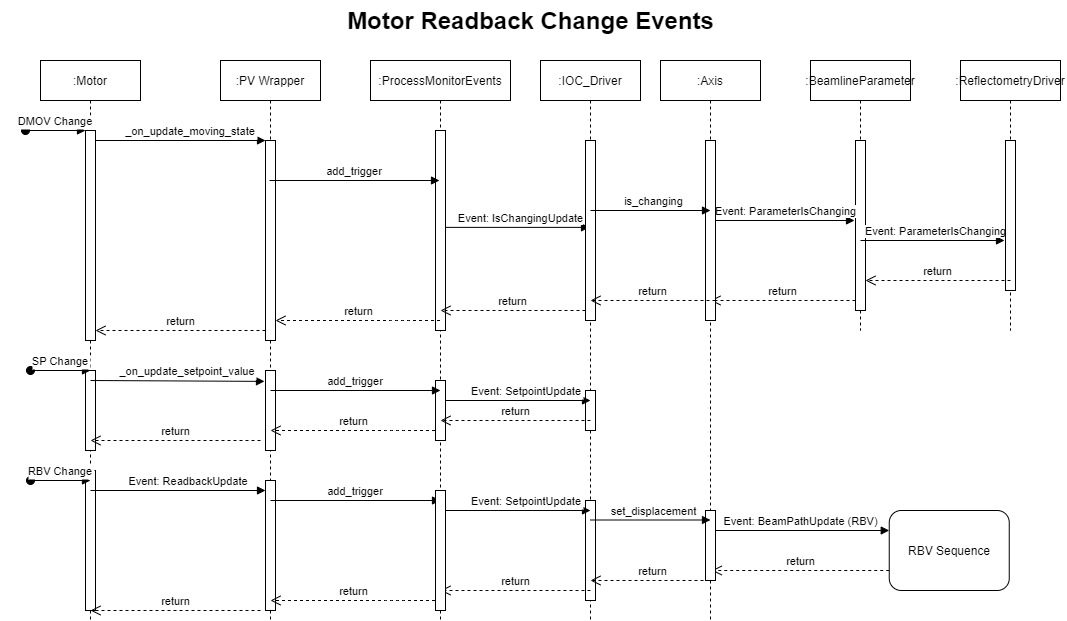 Motor Readback Change Events
:Motor
:PV Wrapper
:ProcessMonitorEvents
:IOC_Driver
:Axis
:BeamlineParameter
:ReflectometryDriver
DMOV Change
_on_update_moving_state
add_trigger
Event: IsChangingUpdate
is_changing
Event: ParameterIsChanging
Event: ParameterIsChanging
return
return
return
return
return
return
SP Change
_on_update_setpoint_value
add_trigger
Event: SetpointUpdate
return
return
return
RBV Change
Event: ReadbackUpdate
add_trigger
Event: SetpointUpdate
set_displacement
Event: BeamPathUpdate (RBV)
RBV Sequence
return
return
return
return
return